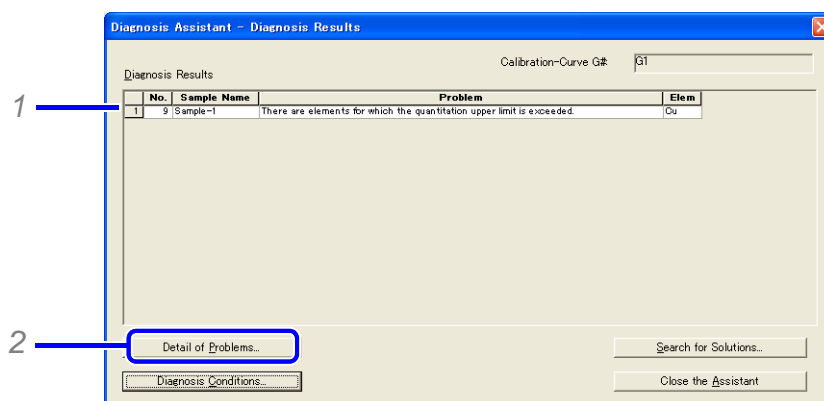 Diagnosis Assistant - Diagnosis Results
Calibration-Curve G# G1
Diagnosis Results
No. Sample Name Problem Elem
1 9 Sample-1 There are elements for which the quantitation upper limit is exceeded. Cu
1
2
Detail of Problems... Search for Solutions...
Diagnosis Conditions... Close the Assistant